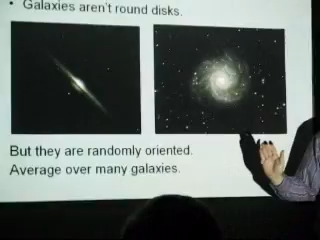 • Galaxies aren't round disks.
But they are randomly oriented.
Average over many galaxies.